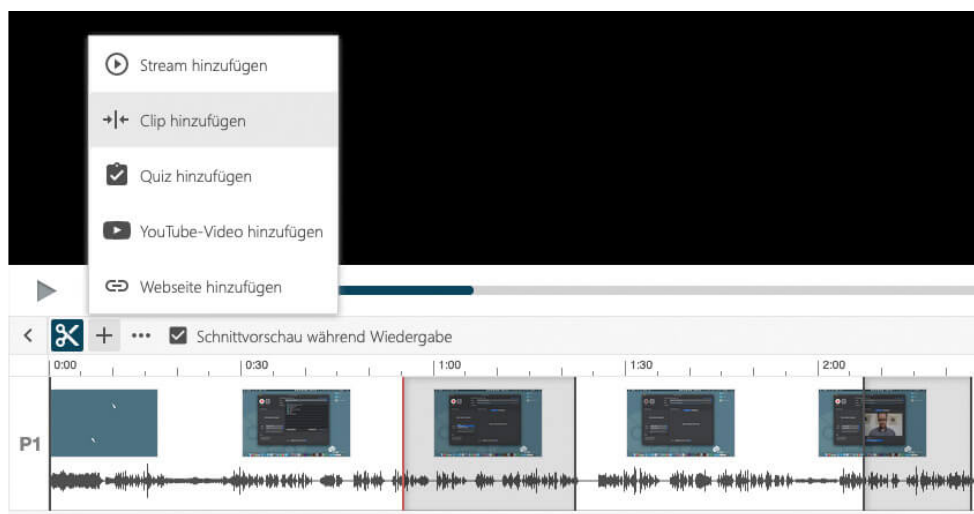 Stream hinzufügen
Clip hinzufügen
Quiz hinzufügen
YouTube-Video hinzufügen
Webseite hinzufügen
Schnittvorschau während Wiedergabe
0:00 0:30 1:00 1:30 2:00
P1